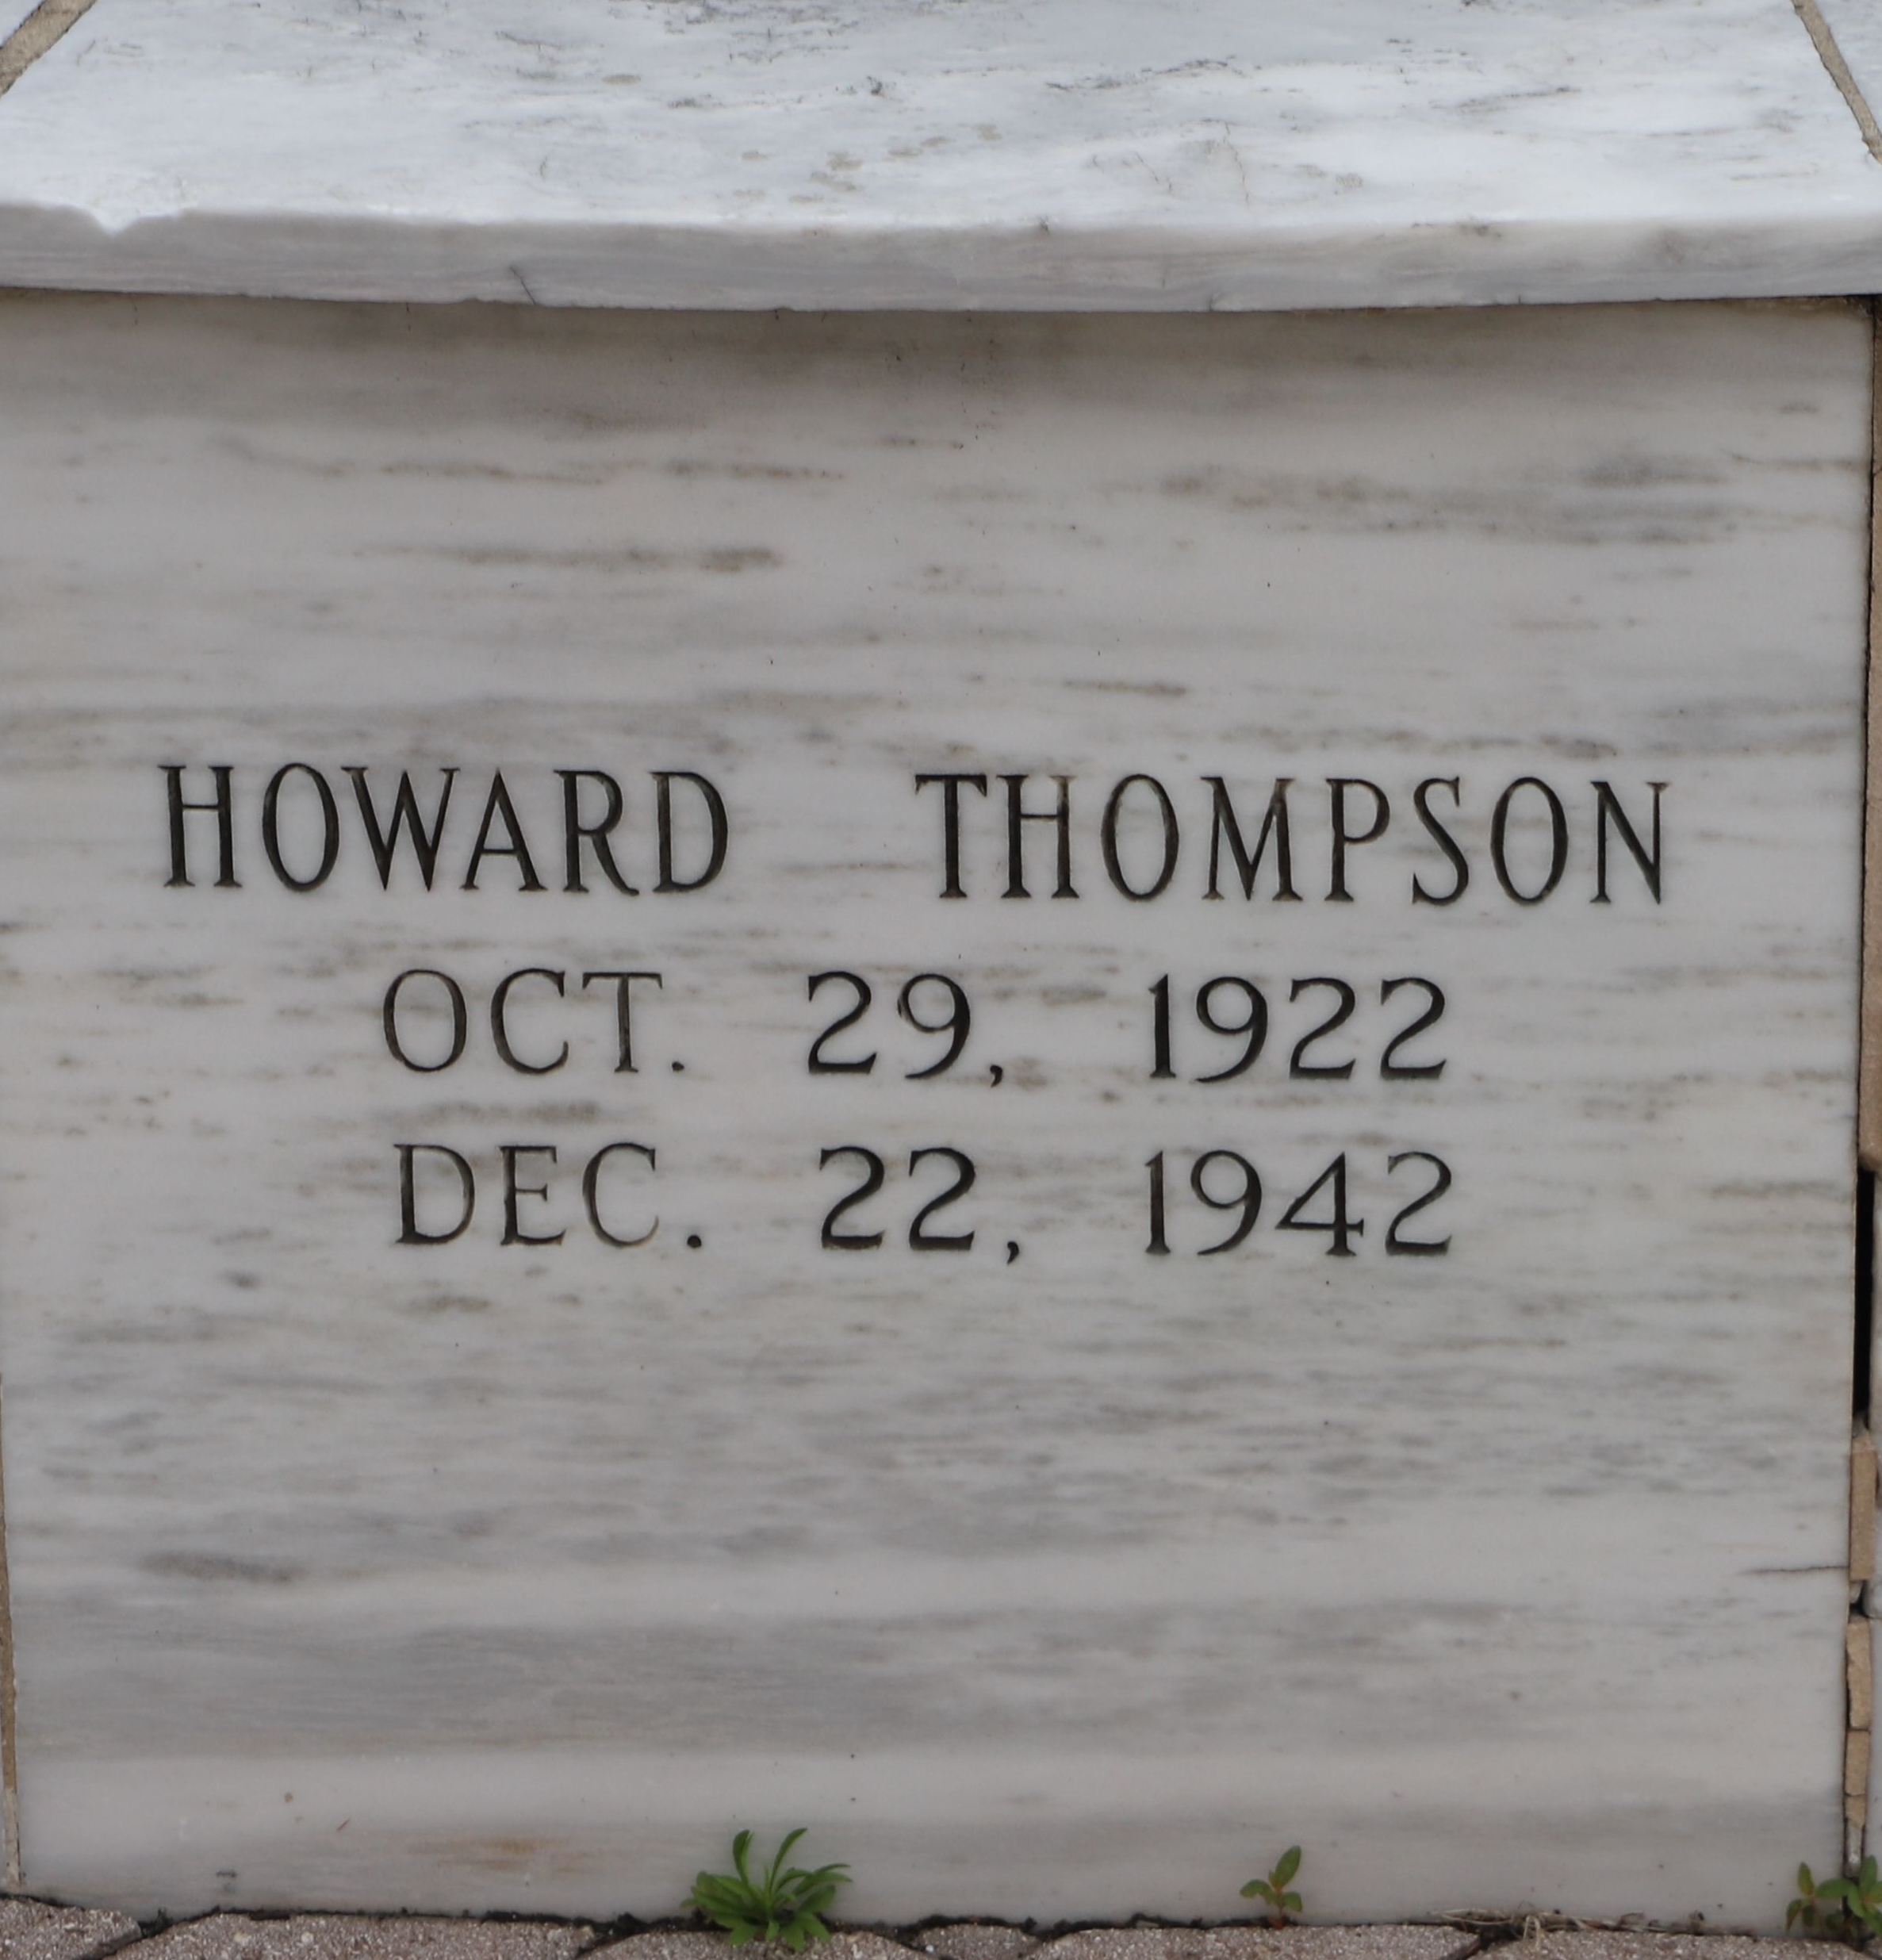 HOWARD THOMPSON
OCT. 29, 1922
DEC. 22, 1942